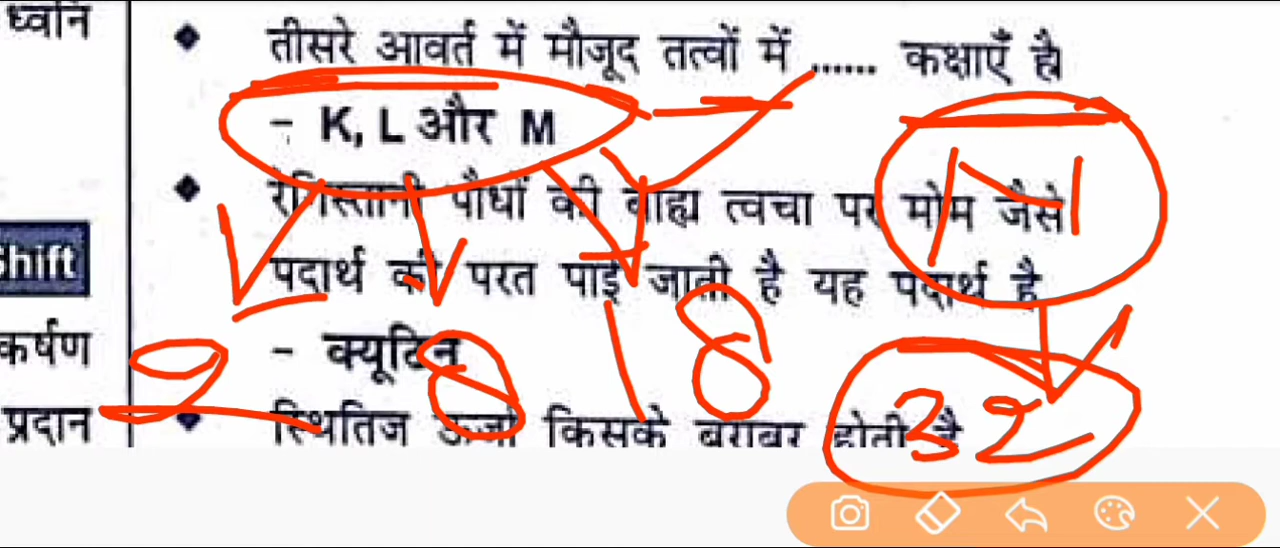 ध्वनि
Shift
कर्षण
प्रदान
◆ तीसरे आवर्त में मौजूद तत्वों में ...... कक्षाएँ है।
– K, L और M
◆ रेगिस्तानी पौधों की बाह्य त्वचा पर मोम जैसे
पदार्थ की परत पाई जाती है यह पदार्थ है
– क्यूटिन
◆ स्थितिज ऊर्जा किसके बराबर होती है
N
2 8 18 32